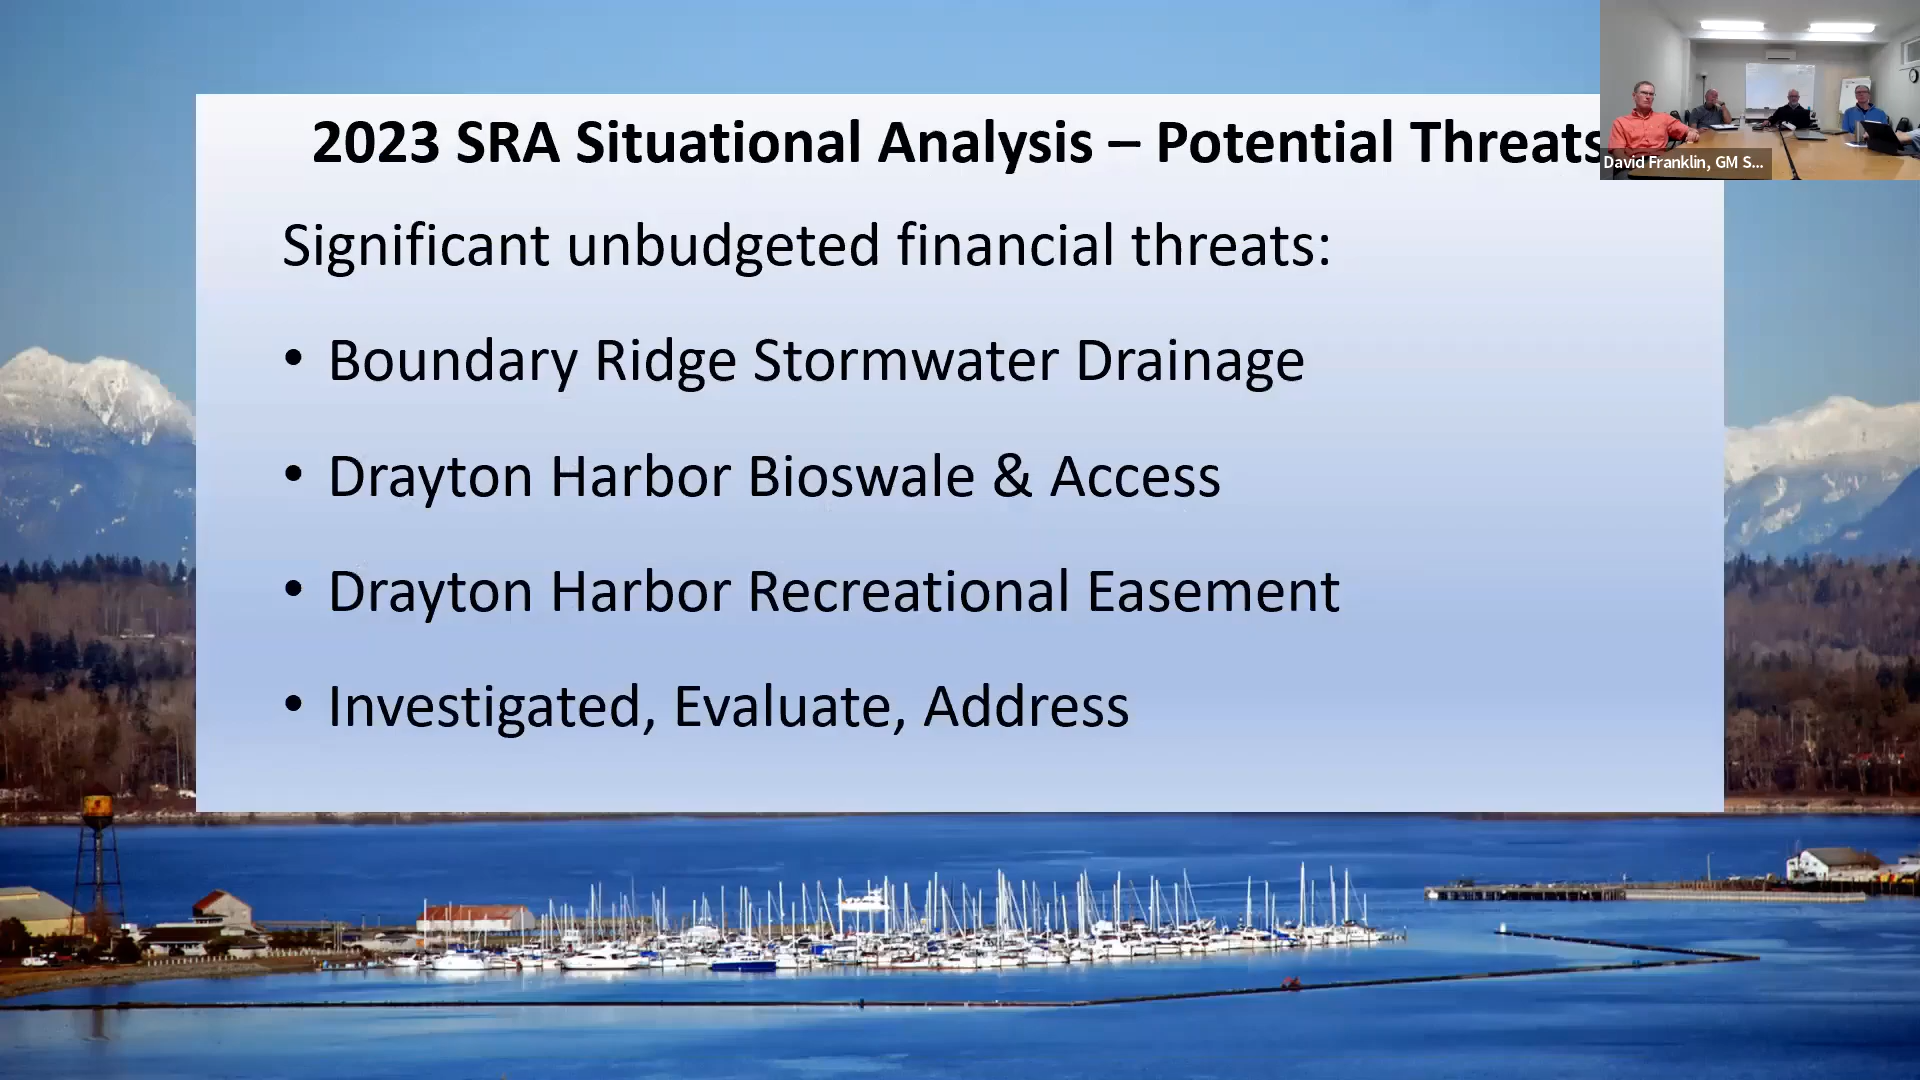 2023 SRA Situational Analysis – Potential Threats
David Franklin, GM S...
Significant unbudgeted financial threats:
• Boundary Ridge Stormwater Drainage
• Drayton Harbor Bioswale & Access
• Drayton Harbor Recreational Easement
• Investigated, Evaluate, Address